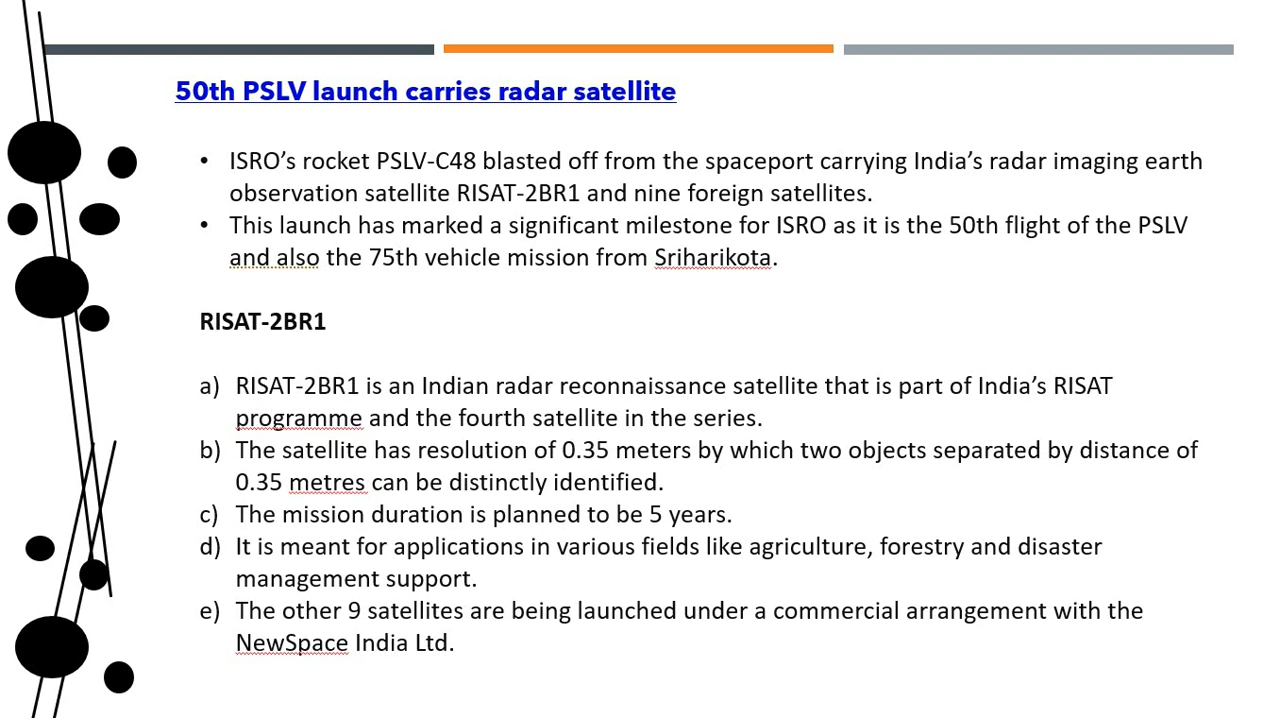 50th PSLV launch carries radar satellite
• ISRO’s rocket PSLV-C48 blasted off from the spaceport carrying India’s radar imaging earth
observation satellite RISAT-2BR1 and nine foreign satellites.
• This launch has marked a significant milestone for ISRO as it is the 50th flight of the PSLV
and also the 75th vehicle mission from Sriharikota.
RISAT-2BR1
a) RISAT-2BR1 is an Indian radar reconnaissance satellite that is part of India’s RISAT
programme and the fourth satellite in the series.
b) The satellite has resolution of 0.35 meters by which two objects separated by distance of
0.35 metres can be distinctly identified.
c) The mission duration is planned to be 5 years.
d) It is meant for applications in various fields like agriculture, forestry and disaster
management support.
e) The other 9 satellites are being launched under a commercial arrangement with the
NewSpace India Ltd.